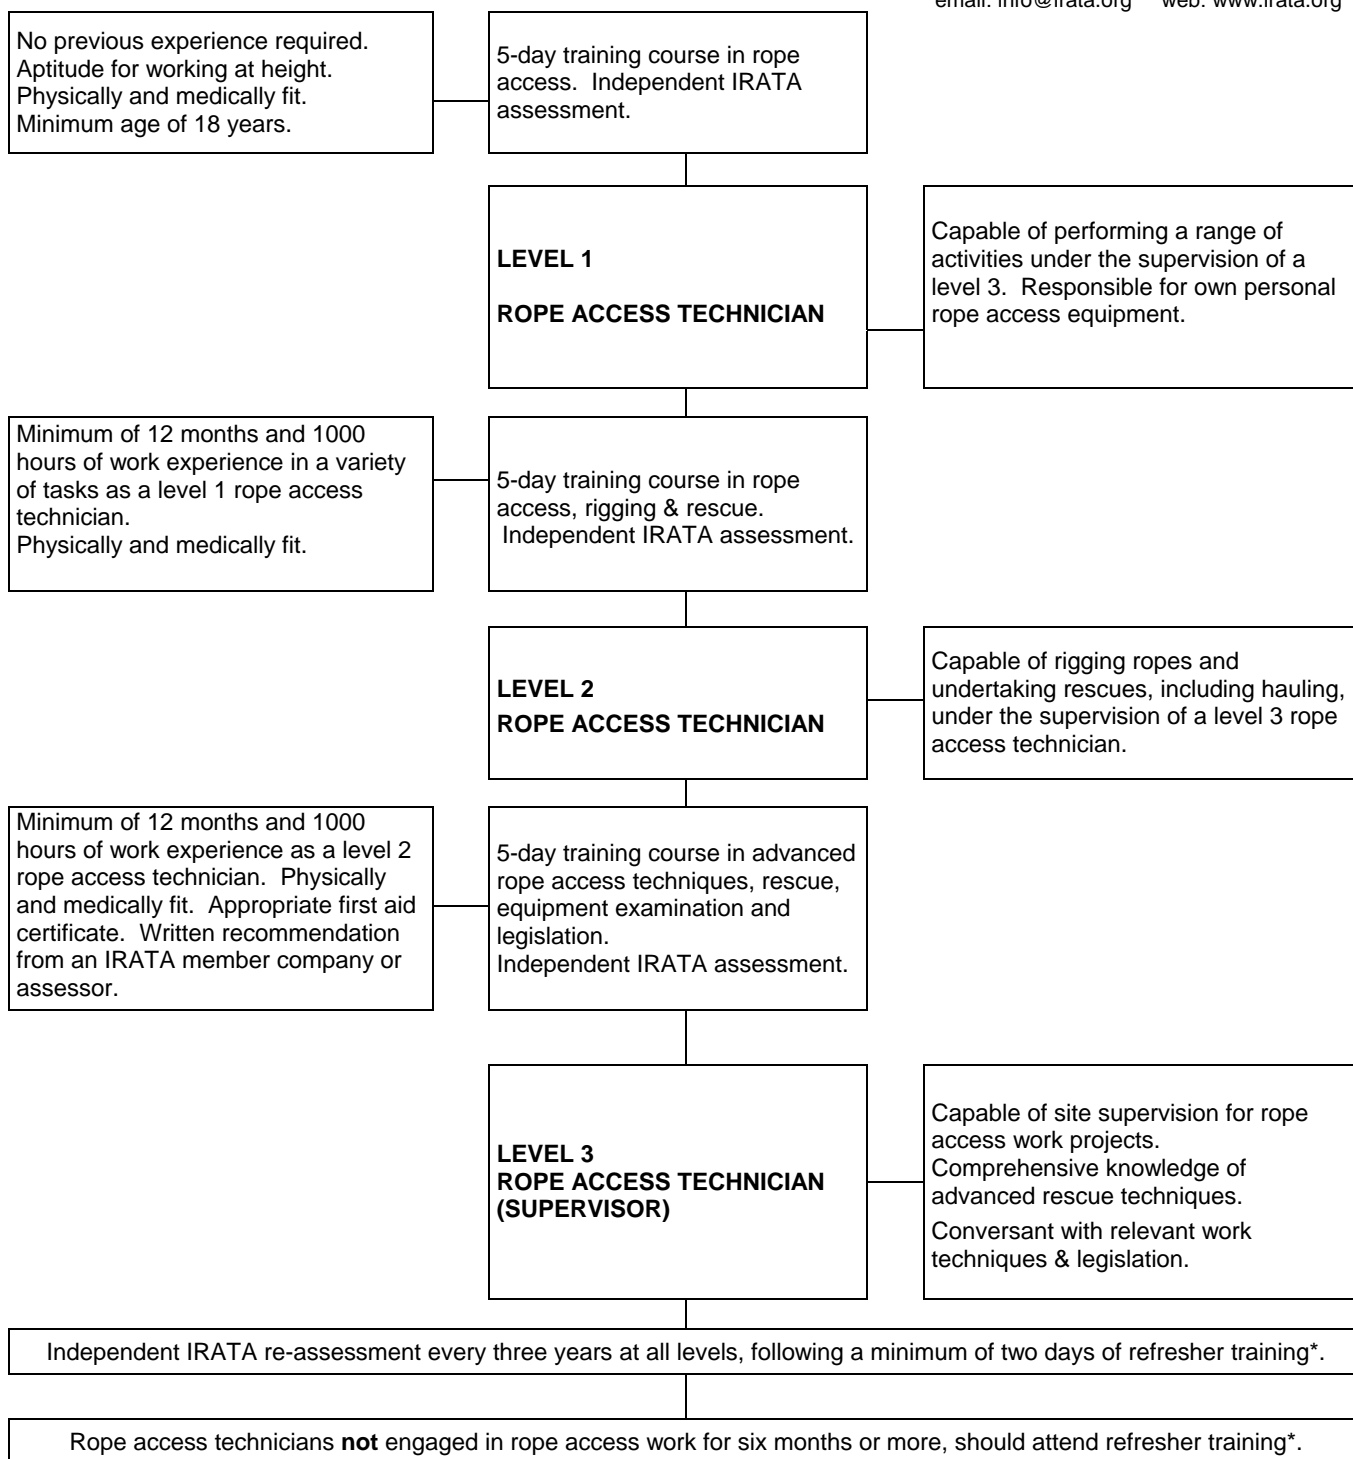 email: info@irata.org web: www.irata.org
No previous experience required.
Aptitude for working at height.
Physically and medically fit.
Minimum age of 18 years.
5-day training course in rope
access. Independent IRATA
assessment.
LEVEL 1
ROPE ACCESS TECHNICIAN
Capable of performing a range of
activities under the supervision of a
level 3. Responsible for own personal
rope access equipment.
Minimum of 12 months and 1000
hours of work experience in a variety
of tasks as a level 1 rope access
technician.
Physically and medically fit.
5-day training course in rope
access, rigging & rescue.
Independent IRATA assessment.
LEVEL 2
ROPE ACCESS TECHNICIAN
Capable of rigging ropes and
undertaking rescues, including hauling,
under the supervision of a level 3 rope
access technician.
Minimum of 12 months and 1000
hours of work experience as a level 2
rope access technician. Physically
and medically fit. Appropriate first aid
certificate. Written recommendation
from an IRATA member company or
assessor.
5-day training course in advanced
rope access techniques, rescue,
equipment examination and
legislation.
Independent IRATA assessment.
LEVEL 3
ROPE ACCESS TECHNICIAN
(SUPERVISOR)
Capable of site supervision for rope
access work projects.
Comprehensive knowledge of
advanced rescue techniques.
Conversant with relevant work
techniques & legislation.
Independent IRATA re-assessment every three years at all levels, following a minimum of two days of refresher training*.
Rope access technicians not engaged in rope access work for six months or more, should attend refresher training*.